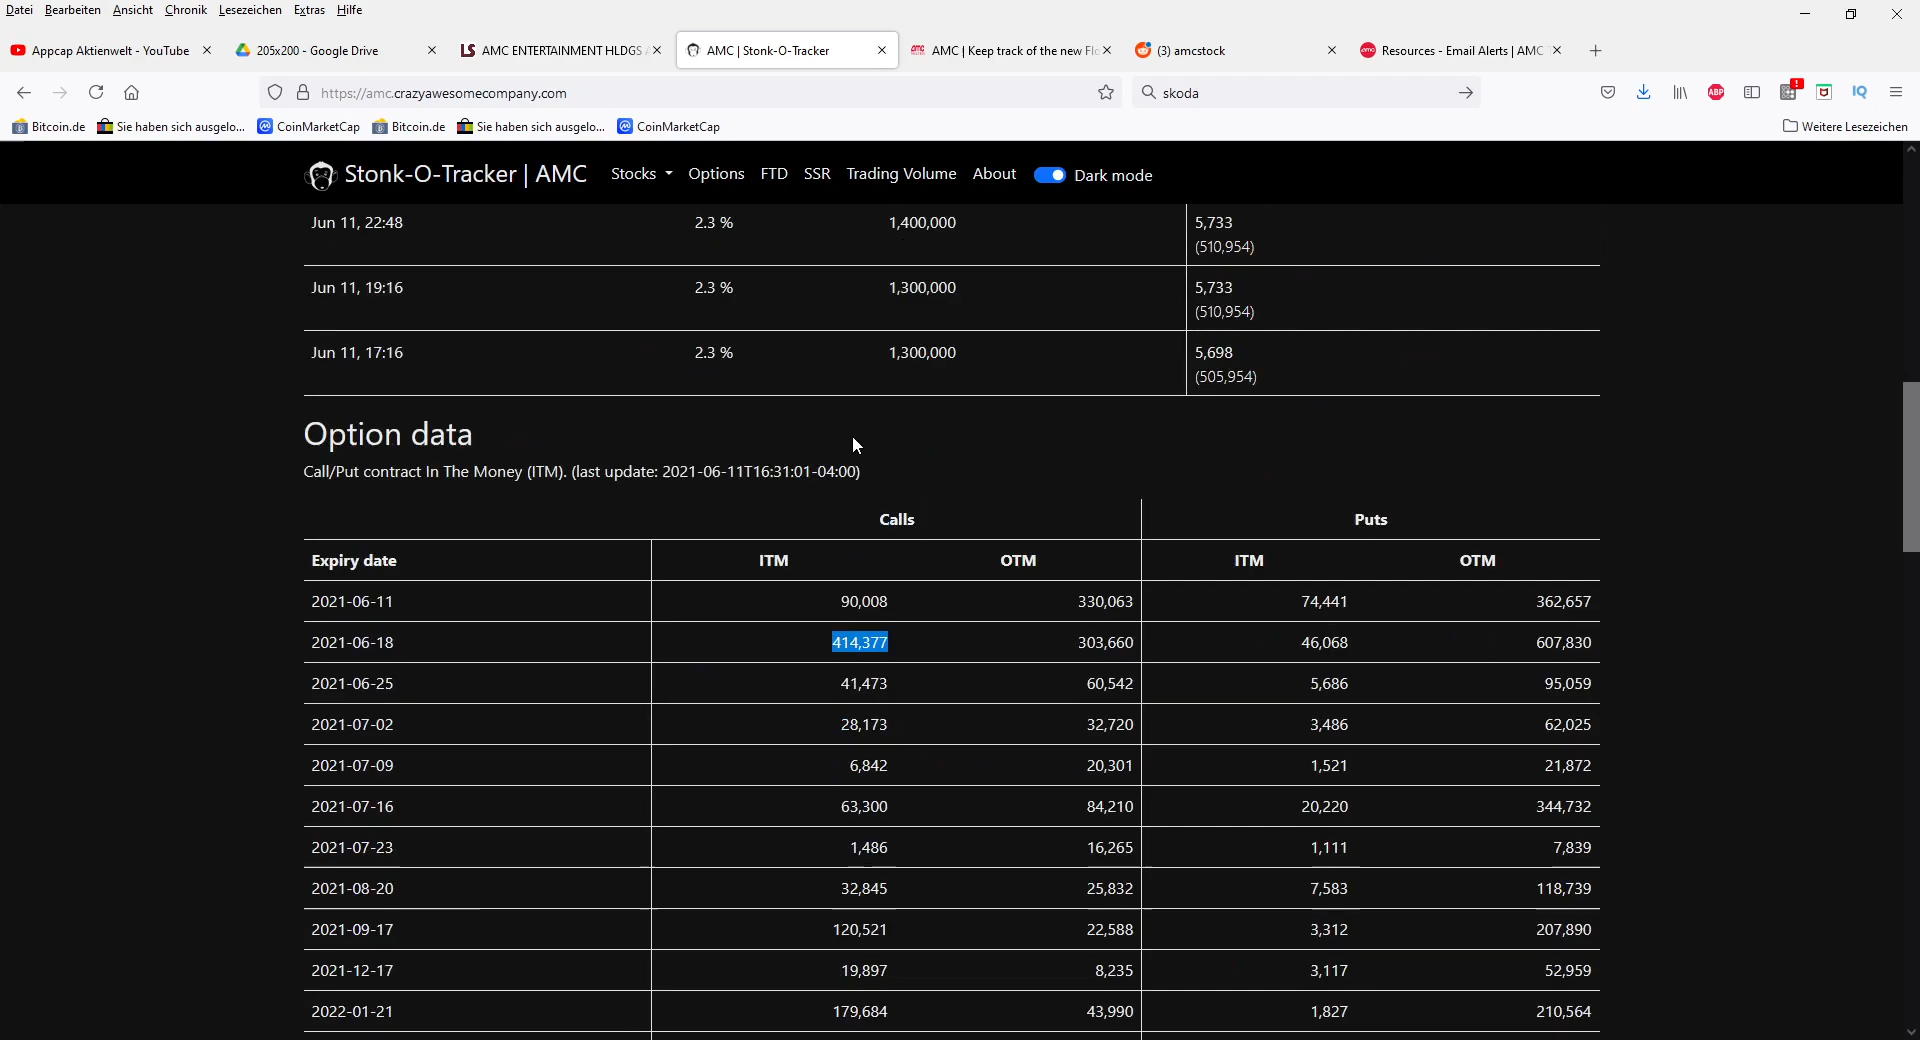 Datei Bearbeiten Ansicht Chronik Lesezeichen Extras Hilfe
Appcap Aktienwelt - YouTube 205x200 - Google Drive AMC ENTERTAINMENT HLDGS AMC | Stonk-O-Tracker AMC | Keep track of the new Flo (3) amcstock Resources - Email Alerts | AMC
https://amc.crazyawesomecompany.com skoda ABP ! IQ
Bitcoin.de Sie haben sich ausgelo... CoinMarketCap Bitcoin.de Sie haben sich ausgelo... CoinMarketCap Weitere Lesezeichen
Stonk-O-Tracker | AMC Stocks Options FTD SSR Trading Volume About Dark mode
Jun 11, 22:48 2.3 % 1,400,000 5,733
(510,954)
Jun 11, 19:16 2.3 % 1,300,000 5,733
(510,954)
Jun 11, 17:16 2.3 % 1,300,000 5,698
(505,954)
Option data
Call/Put contract In The Money (ITM). (last update: 2021-06-11T16:31:01-04:00)
Calls Puts
Expiry date ITM OTM ITM OTM
2021-06-11 90,008 330,063 74,441 362,657
2021-06-18 414,377 303,660 46,068 607,830
2021-06-25 41,473 60,542 5,686 95,059
2021-07-02 28,173 32,720 3,486 62,025
2021-07-09 6,842 20,301 1,521 21,872
2021-07-16 63,300 84,210 20,220 344,732
2021-07-23 1,486 16,265 1,111 7,839
2021-08-20 32,845 25,832 7,583 118,739
2021-09-17 120,521 22,588 3,312 207,890
2021-12-17 19,897 8,235 3,117 52,959
2022-01-21 179,684 43,990 1,827 210,564